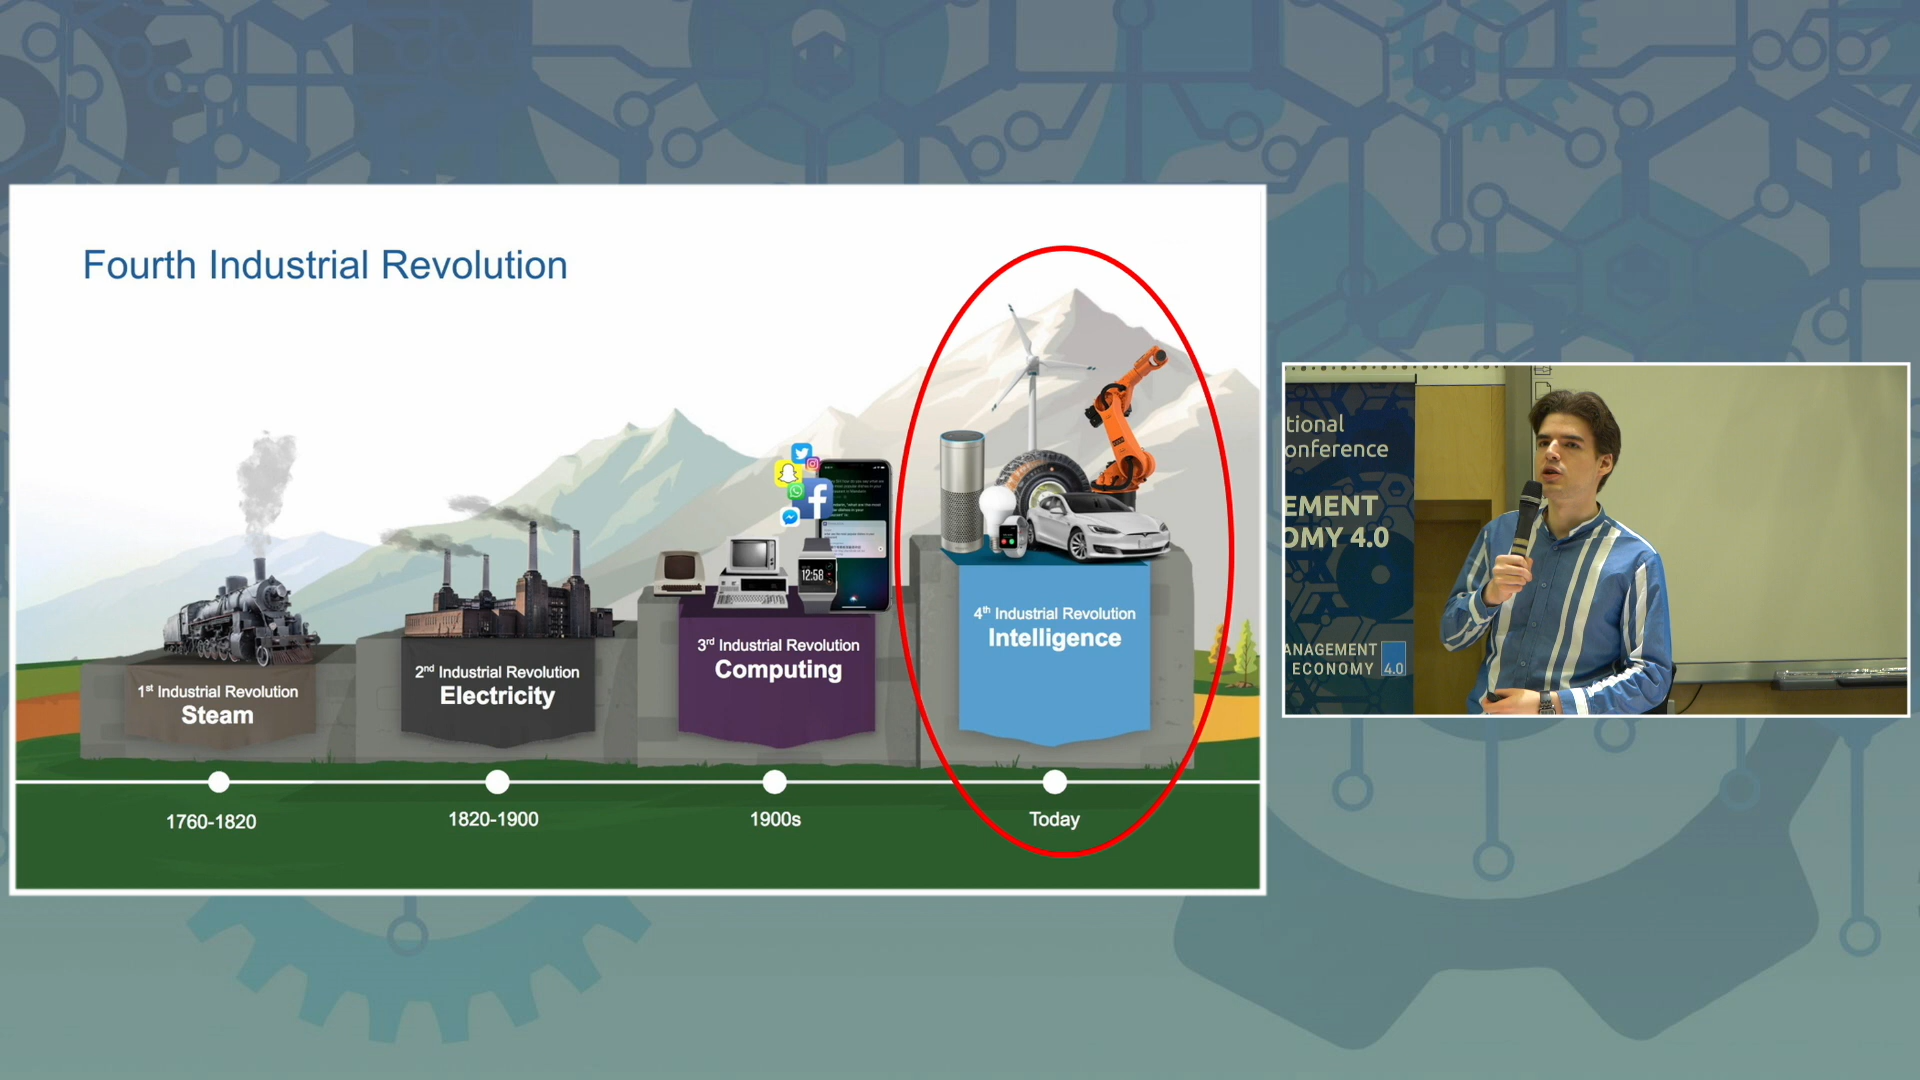 Fourth Industrial Revolution
1st Industrial Revolution
Steam
2nd Industrial Revolution
Electricity
3rd Industrial Revolution
Computing
4th Industrial Revolution
Intelligence
12:58
1760-1820
1820-1900
1900s
Today
tional
onference
EMENT
OMY 4.0
ANAGEMENT
ECONOMY 4.0